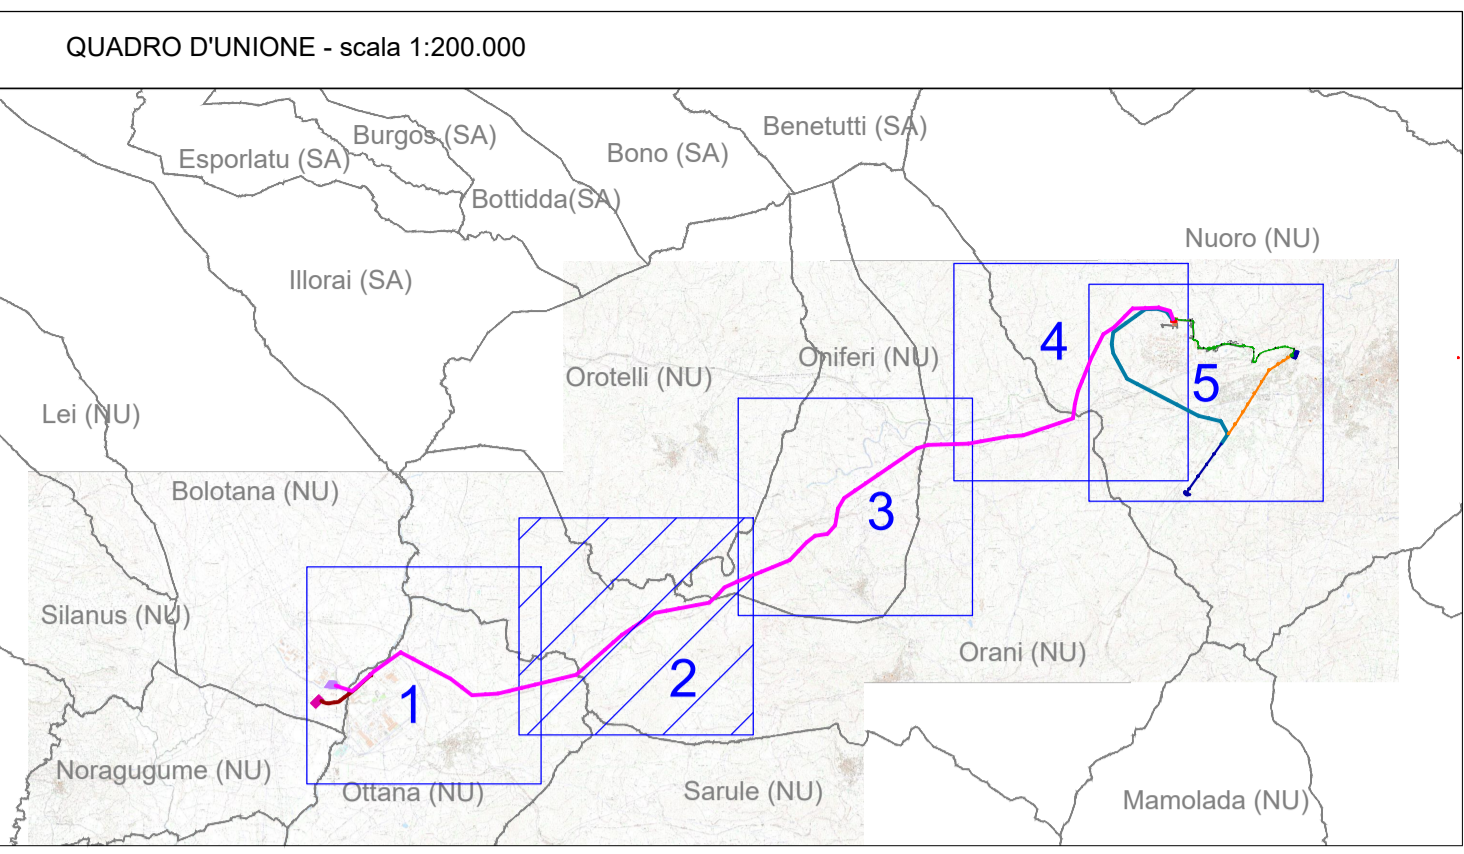 QUADRO D'UNIONE - scala 1:200.000
Benetutti (SA)
Burgos (SA)
Bono (SA)
Esporlatu (SA)
Bottidda(SA)
Nuoro (NU)
Illorai (SA)
4
Oniferi (NU)
Orotelli (NU)
5
Lei (NU)
Bolotana (NU)
3
Silanus (NU)
Orani (NU)
2
1
Noragugume (NU)
Ottana (NU)
Sarule (NU)
Mamolada (NU)